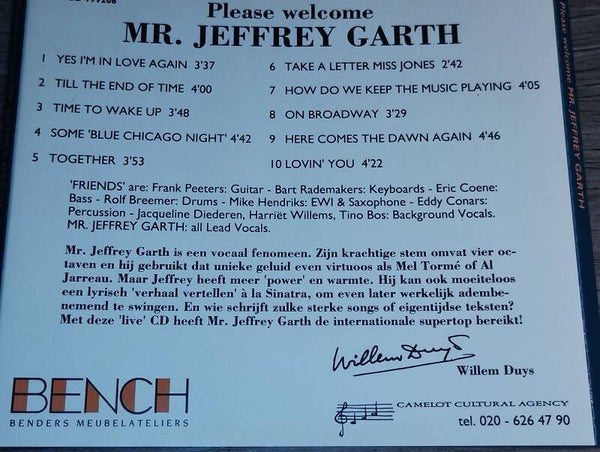 Please welcome
MR. JEFFREY GARTH
1 YES I'M IN LOVE AGAIN 3'37
2 TILL THE END OF TIME 4'00
3 TIME TO WAKE UP 3'48
4 SOME 'BLUE CHICAGO NIGHT' 4'42
5 TOGETHER 3'53
6 TAKE A LETTER MISS JONES 2'42
7 HOW DO WE KEEP THE MUSIC PLAYING 4'05
8 ON BROADWAY 3'29
9 HERE COMES THE DAWN AGAIN 4'46
10 LOVIN' YOU 4'22
'FRIENDS' are: Frank Peeters: Guitar - Bart Rademakers: Keyboards - Eric Coene:
Bass - Rolf Breemer: Drums - Mike Hendriks: EWI & Saxophone - Eddy Conars:
Percussion - Jacqueline Diederen, Harriët Willems, Tino Bos: Background Vocals.
MR. JEFFREY GARTH: all Lead Vocals.
Mr. Jeffrey Garth is een vocaal fenomeen. Zijn krachtige stem omvat vier oc-
taven en hij gebruikt dat unieke geluid even virtuoos als Mel Tormé of Al
Jarreau. Maar Jeffrey heeft meer 'power' en warmte. Hij kan ook moeiteloos
een lyrisch 'verhaal vertellen' à la Sinatra, om even later werkelijk adembe-
nemend te swingen. En wie schrijft zulke sterke songs of eigentijdse teksten?
Met deze 'live' CD heeft Mr. Jeffrey Garth de internationale supertop bereikt!
Willem Duys
Willem Duys
BENCH
BENDERS MEUBELATELIERS
CAMELOT CULTURAL AGENCY
tel. 020 - 626 47 90
Please welcome MR. JEFFREY GARTH